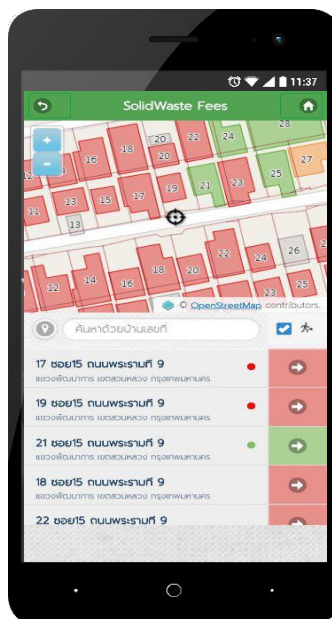 11:37
SolidWaste Fees
28
20
22
24
18
20
16
27
25
12
19
21
23
17
15
13
11
13
22
24
26
20
18
16
14
12
23
25
© OpenStreetMap contributors.
ค้นหาด้วยบ้านเลขที่
17 ซอย15 ถนนพระรามที่ 9
แขวงพัฒนาการ เขตสวนหลวง กรุงเทพมหานคร
19 ซอย15 ถนนพระรามที่ 9
แขวงพัฒนาการ เขตสวนหลวง กรุงเทพมหานคร
21 ซอย15 ถนนพระรามที่ 9
แขวงพัฒนาการ เขตสวนหลวง กรุงเทพมหานคร
18 ซอย15 ถนนพระรามที่ 9
แขวงพัฒนาการ เขตสวนหลวง กรุงเทพมหานคร
22 ซอย15 ถนนพระรามที่ 9